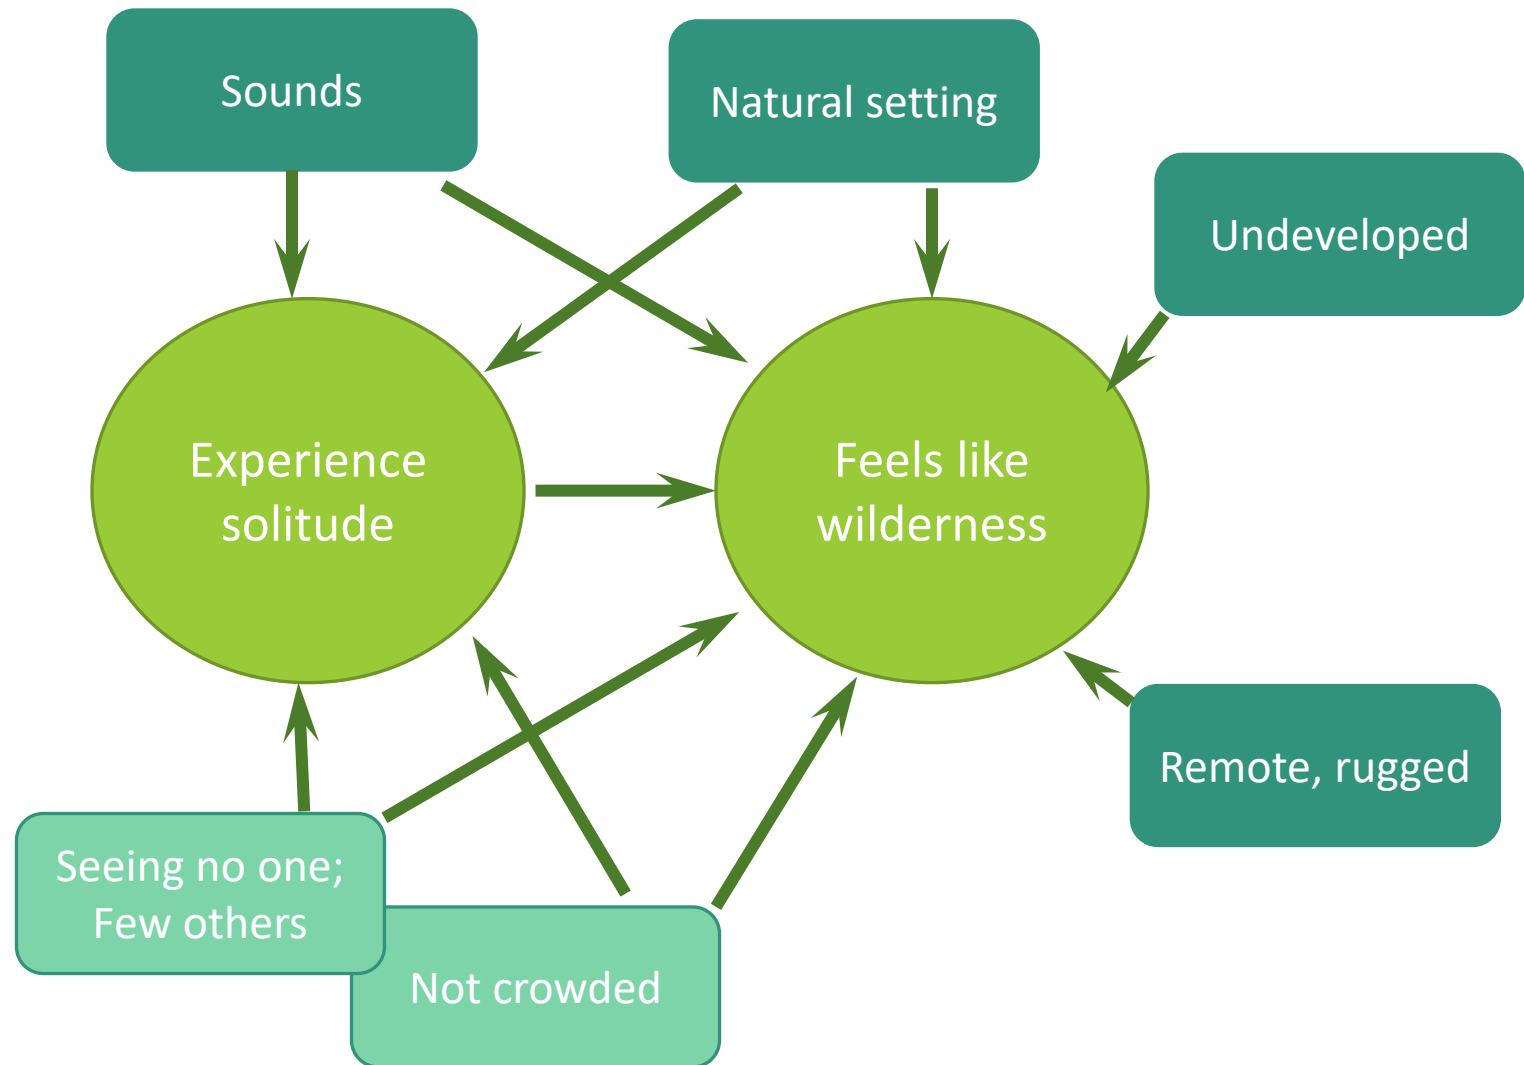 Sounds
Natural setting
Undeveloped
Experience
solitude
Feels like
wilderness
Remote, rugged
Seeing no one;
Few others
Not crowded